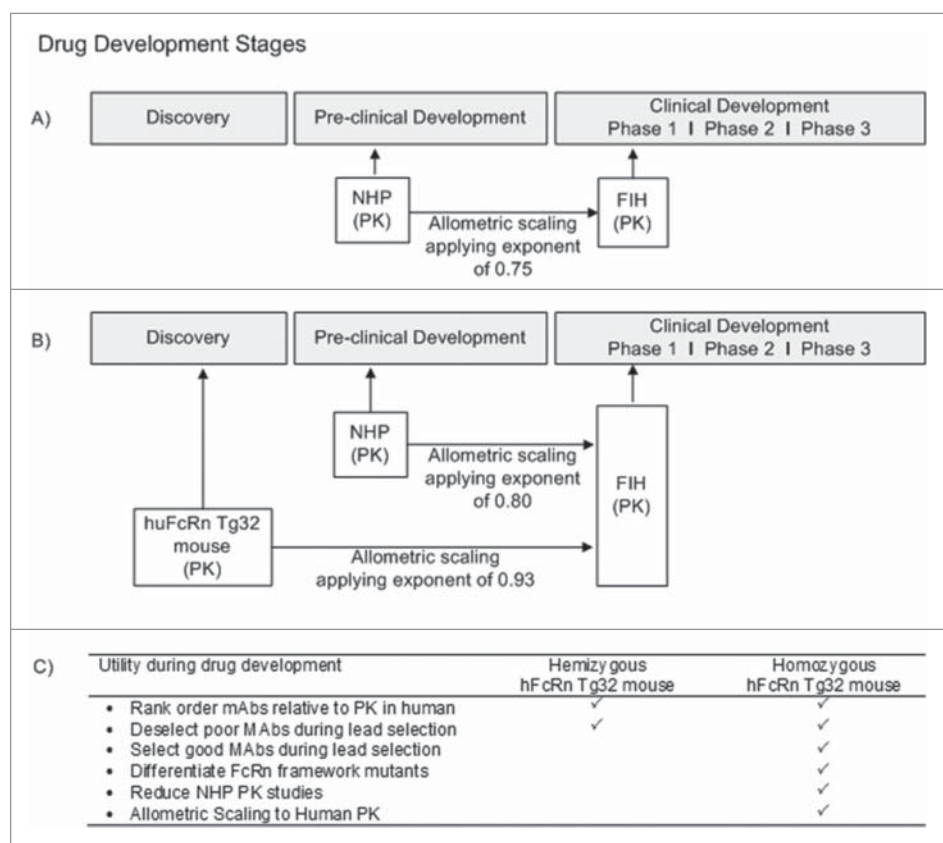 Drug Development Stages
A)
Discovery
Pre-clinical Development
Clinical Development
Phase 1 I Phase 2 I Phase 3
NHP
(PK)
Allometric scaling
applying exponent
of 0.75
FIH
(PK)
B)
Discovery
Pre-clinical Development
Clinical Development
Phase 1 I Phase 2 I Phase 3
NHP
(PK)
Allometric scaling
applying exponent
of 0.80
FIH
(PK)
huFcRn Tg32
mouse
(PK)
Allometric scaling
applying exponent of 0.93
C)
Utility during drug development
Hemizygous
hFcRn Tg32 mouse
Homozygous
hFcRn Tg32 mouse
• Rank order mAbs relative to PK in human ✓ ✓
• Deselect poor MAbs during lead selection ✓ ✓
• Select good MAbs during lead selection ✓
• Differentiate FcRn framework mutants ✓
• Reduce NHP PK studies ✓
• Allometric Scaling to Human PK ✓